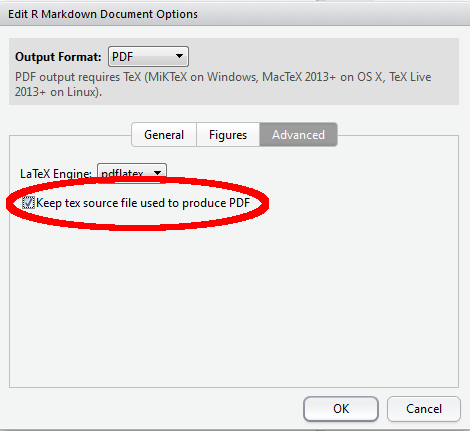 Edit R Markdown Document Options
Output Format: PDF
PDF output requires TeX (MiKTeX on Windows, MacTeX 2013+ on OS X, TeX Live
2013+ on Linux).
General Figures Advanced
LaTeX Engine: pdflatex
Keep tex source file used to produce PDF
OK Cancel